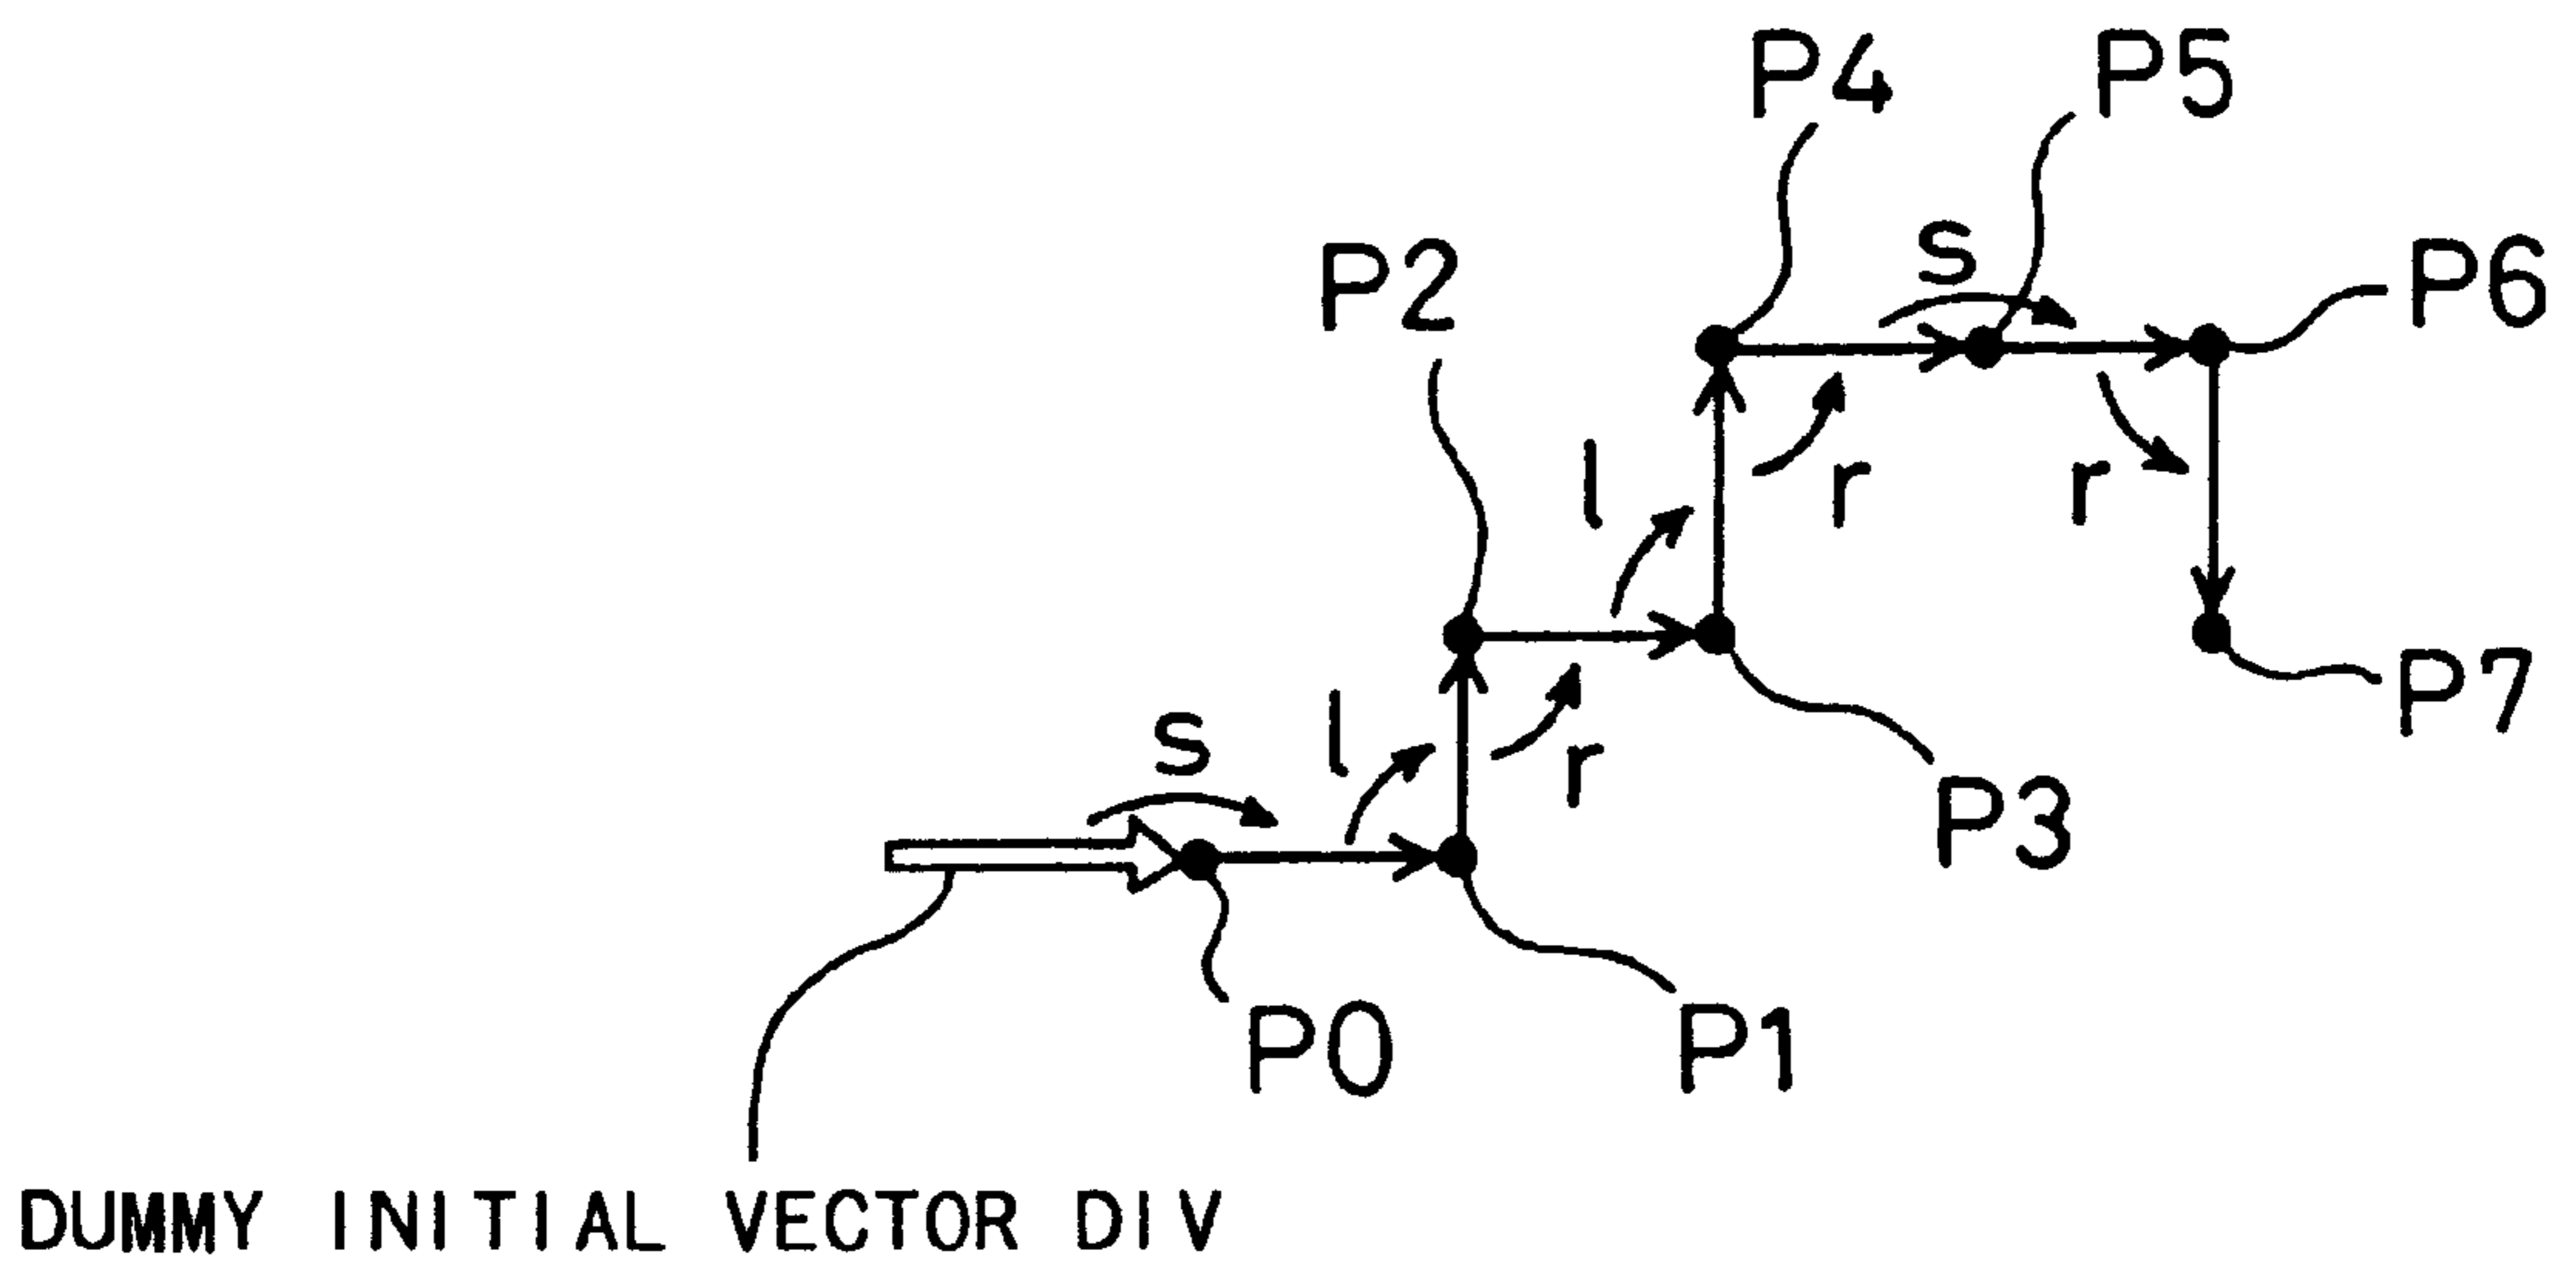 P4 P5
P2 s P6
l r r
P7
s l r P3
P0 P1
DUMMY INITIAL VECTOR DIV